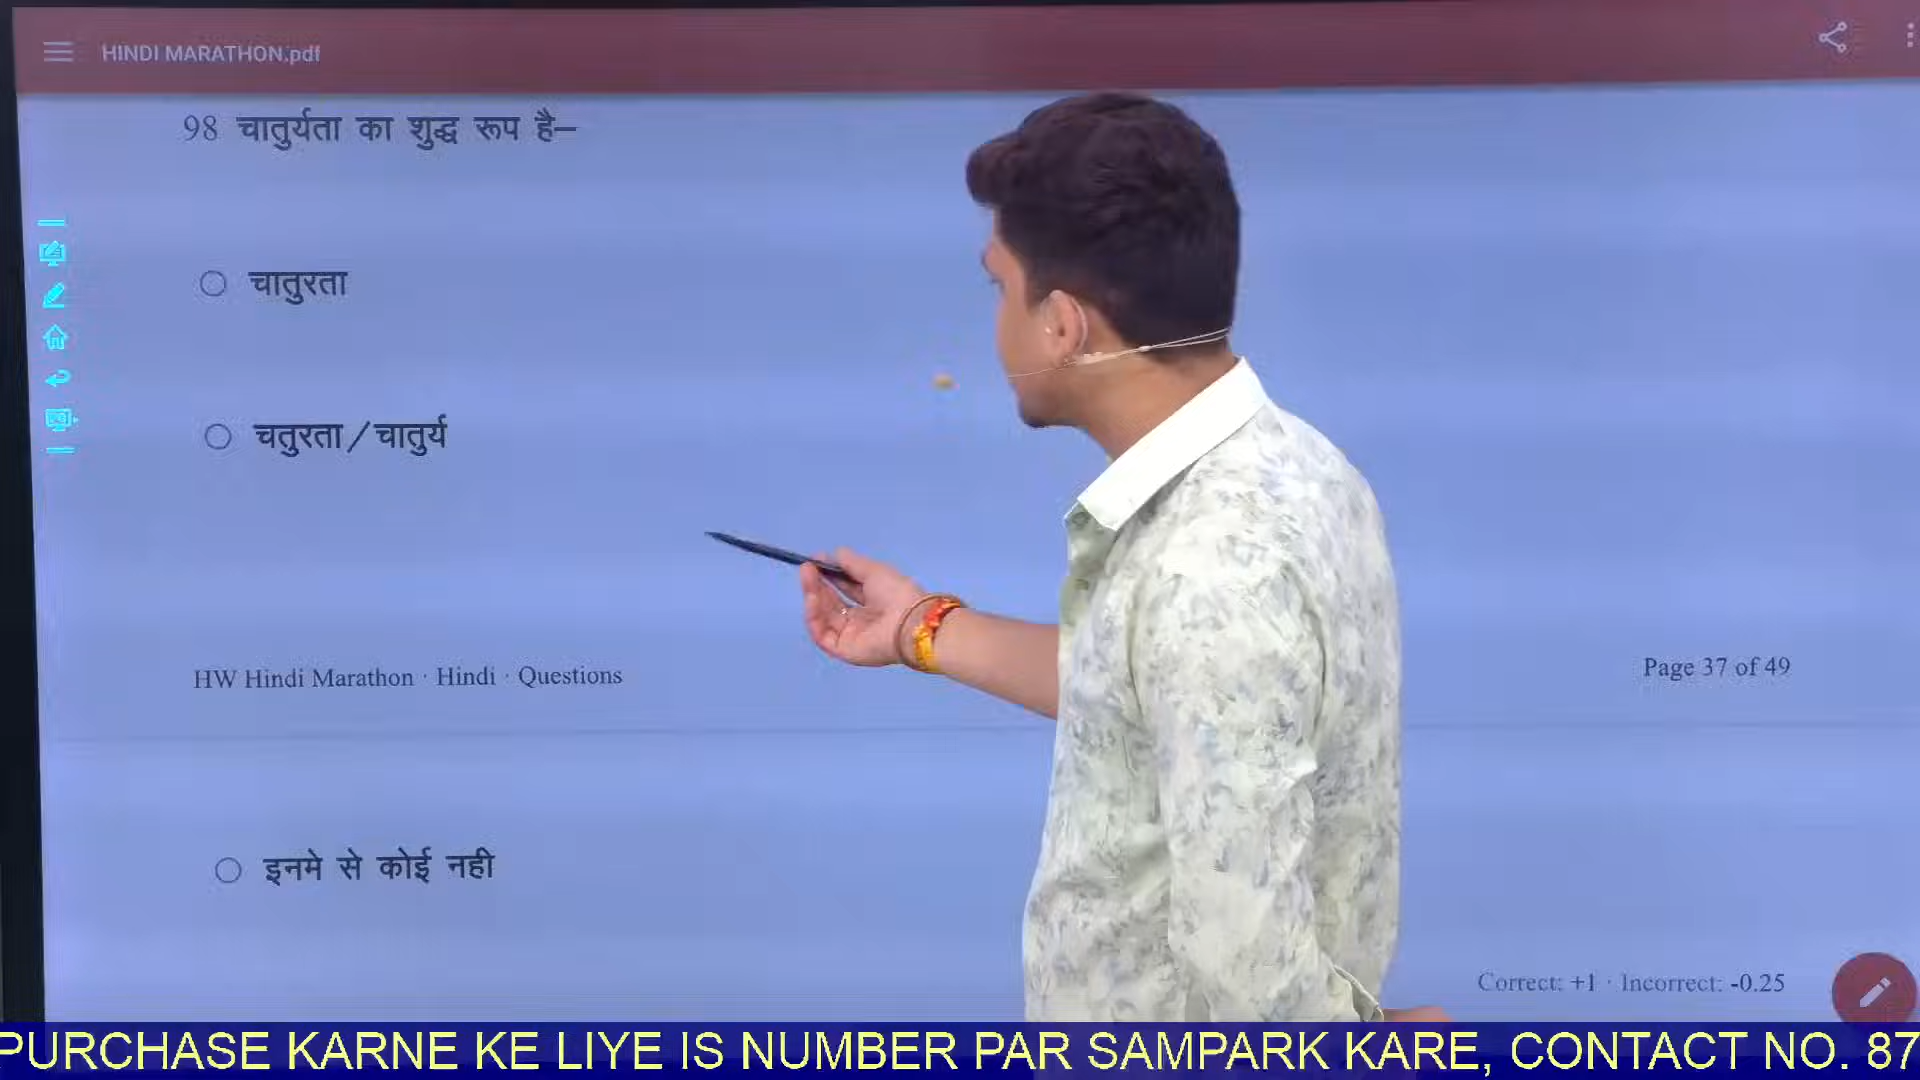 HINDI MARATHON.pdf
98 चातुर्यता का शुद्ध रूप है–
चातुरता
चतुरता/चातुर्य
HW Hindi Marathon · Hindi · Questions
Page 37 of 49
इनमे से कोई नही
Correct: +1 · Incorrect: -0.25
PURCHASE KARNE KE LIYE IS NUMBER PAR SAMPARK KARE, CONTACT NO. 87